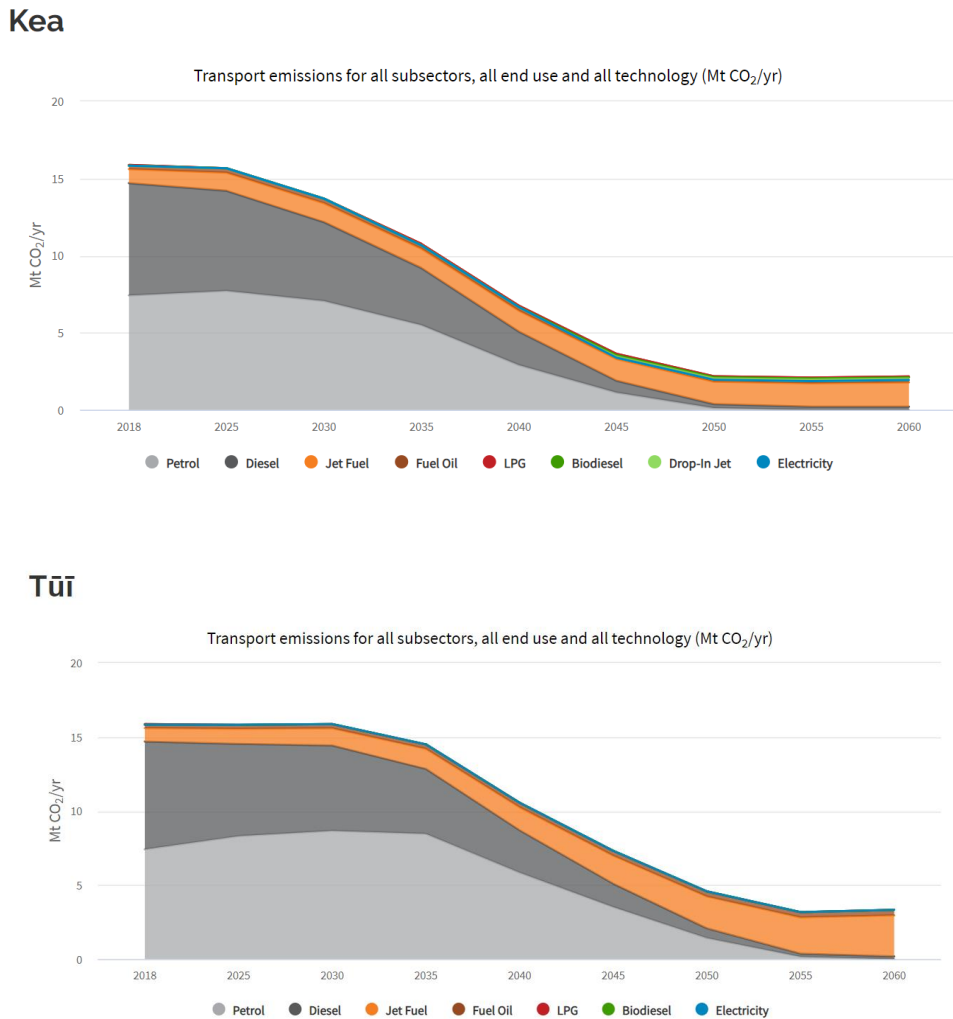 Kea
Transport emissions for all subsectors, all end use and all technology (Mt CO₂/yr)
Mt CO₂/yr
20
15
10
5
0
2018 2025 2030 2035 2040 2045 2050 2055 2060
Petrol Diesel Jet Fuel Fuel Oil LPG Biodiesel Drop-In Jet Electricity
Tūī
Transport emissions for all subsectors, all end use and all technology (Mt CO₂/yr)
Mt CO₂/yr
20
15
10
5
0
2018 2025 2030 2035 2040 2045 2050 2055 2060
Petrol Diesel Jet Fuel Fuel Oil LPG Biodiesel Electricity